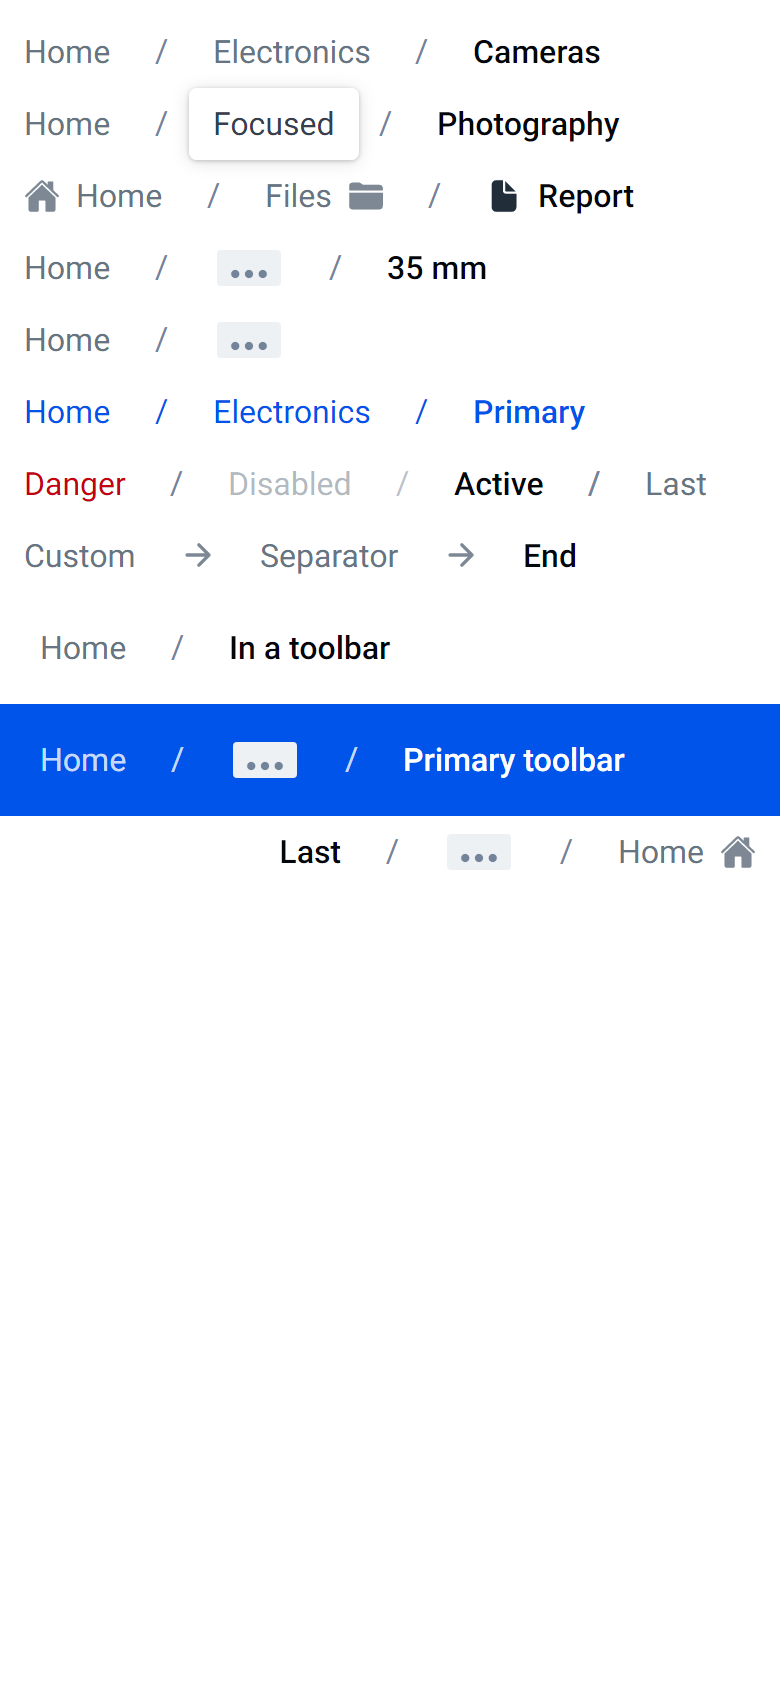 Home / Electronics / Cameras
Home / Focused / Photography
Home / Files / Report
Home / ... / 35 mm
Home / ...
Home / Electronics / Primary
Danger / Disabled / Active / Last
Custom → Separator → End
Home / In a toolbar
Home / ... / Primary toolbar
Last / ... / Home